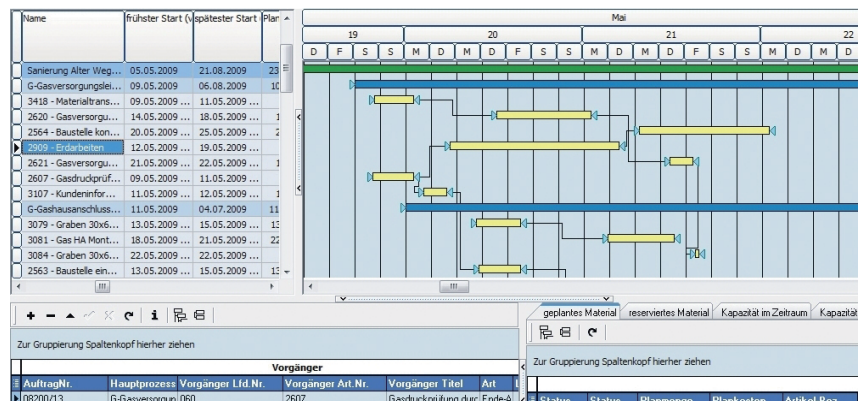 Name frühster Start (v spätester Start Plan
Mai
19 20 21 22
D F S S M D M D F S S M D M D F S S M D M D
Sanierung Alter Weg... 05.05.2009 21.08.2009 23
G-Gasversorgungslei... 09.05.2009 06.08.2009 10
3418 - Materialtrans... 09.05.2009 ... 11.05.2009 ...
2620 - Gasversorgu... 14.05.2009 ... 18.05.2009 ... 1
2564 - Baustelle kon... 20.05.2009 ... 25.05.2009 ... 2
2909 - Erdarbeiten 12.05.2009 ... 19.05.2009 ...
2621 - Gasversorgu... 21.05.2009 ... 22.05.2009 ... 1
2607 - Gasdruckprüf... 09.05.2009 ... 11.05.2009 ...
3107 - Kundeninfor... 11.05.2009 ... 12.05.2009 ... 1
G-Gashausanschluss... 11.05.2009 04.07.2009 11
3079 - Graben 30x6... 13.05.2009 ... 15.05.2009 ... 13
3081 - Gas HA Mont... 18.05.2009 ... 21.05.2009 ... 22
3084 - Graben 30x6... 22.05.2009 ... 22.05.2009 ...
2563 - Baustelle ein... 13.05.2009 ... 15.05.2009 ... 13
geplantes Material reserviertes Material Kapazität im Zeitraum Kapazität
Zur Gruppierung Spaltenkopf hierher ziehen
Zur Gruppierung Spaltenkopf hierher ziehen
Vorgänger
AuftragNr. Hauptprozess Vorgänger Lfd.Nr. Vorgänger Art.Nr. Vorgänger Titel Art
08200/13 G-Gasversorgun 060 2607 Gasdruckprüfung durc Ende-A
Status Status Planmenge Plankosten Artikel Bez.